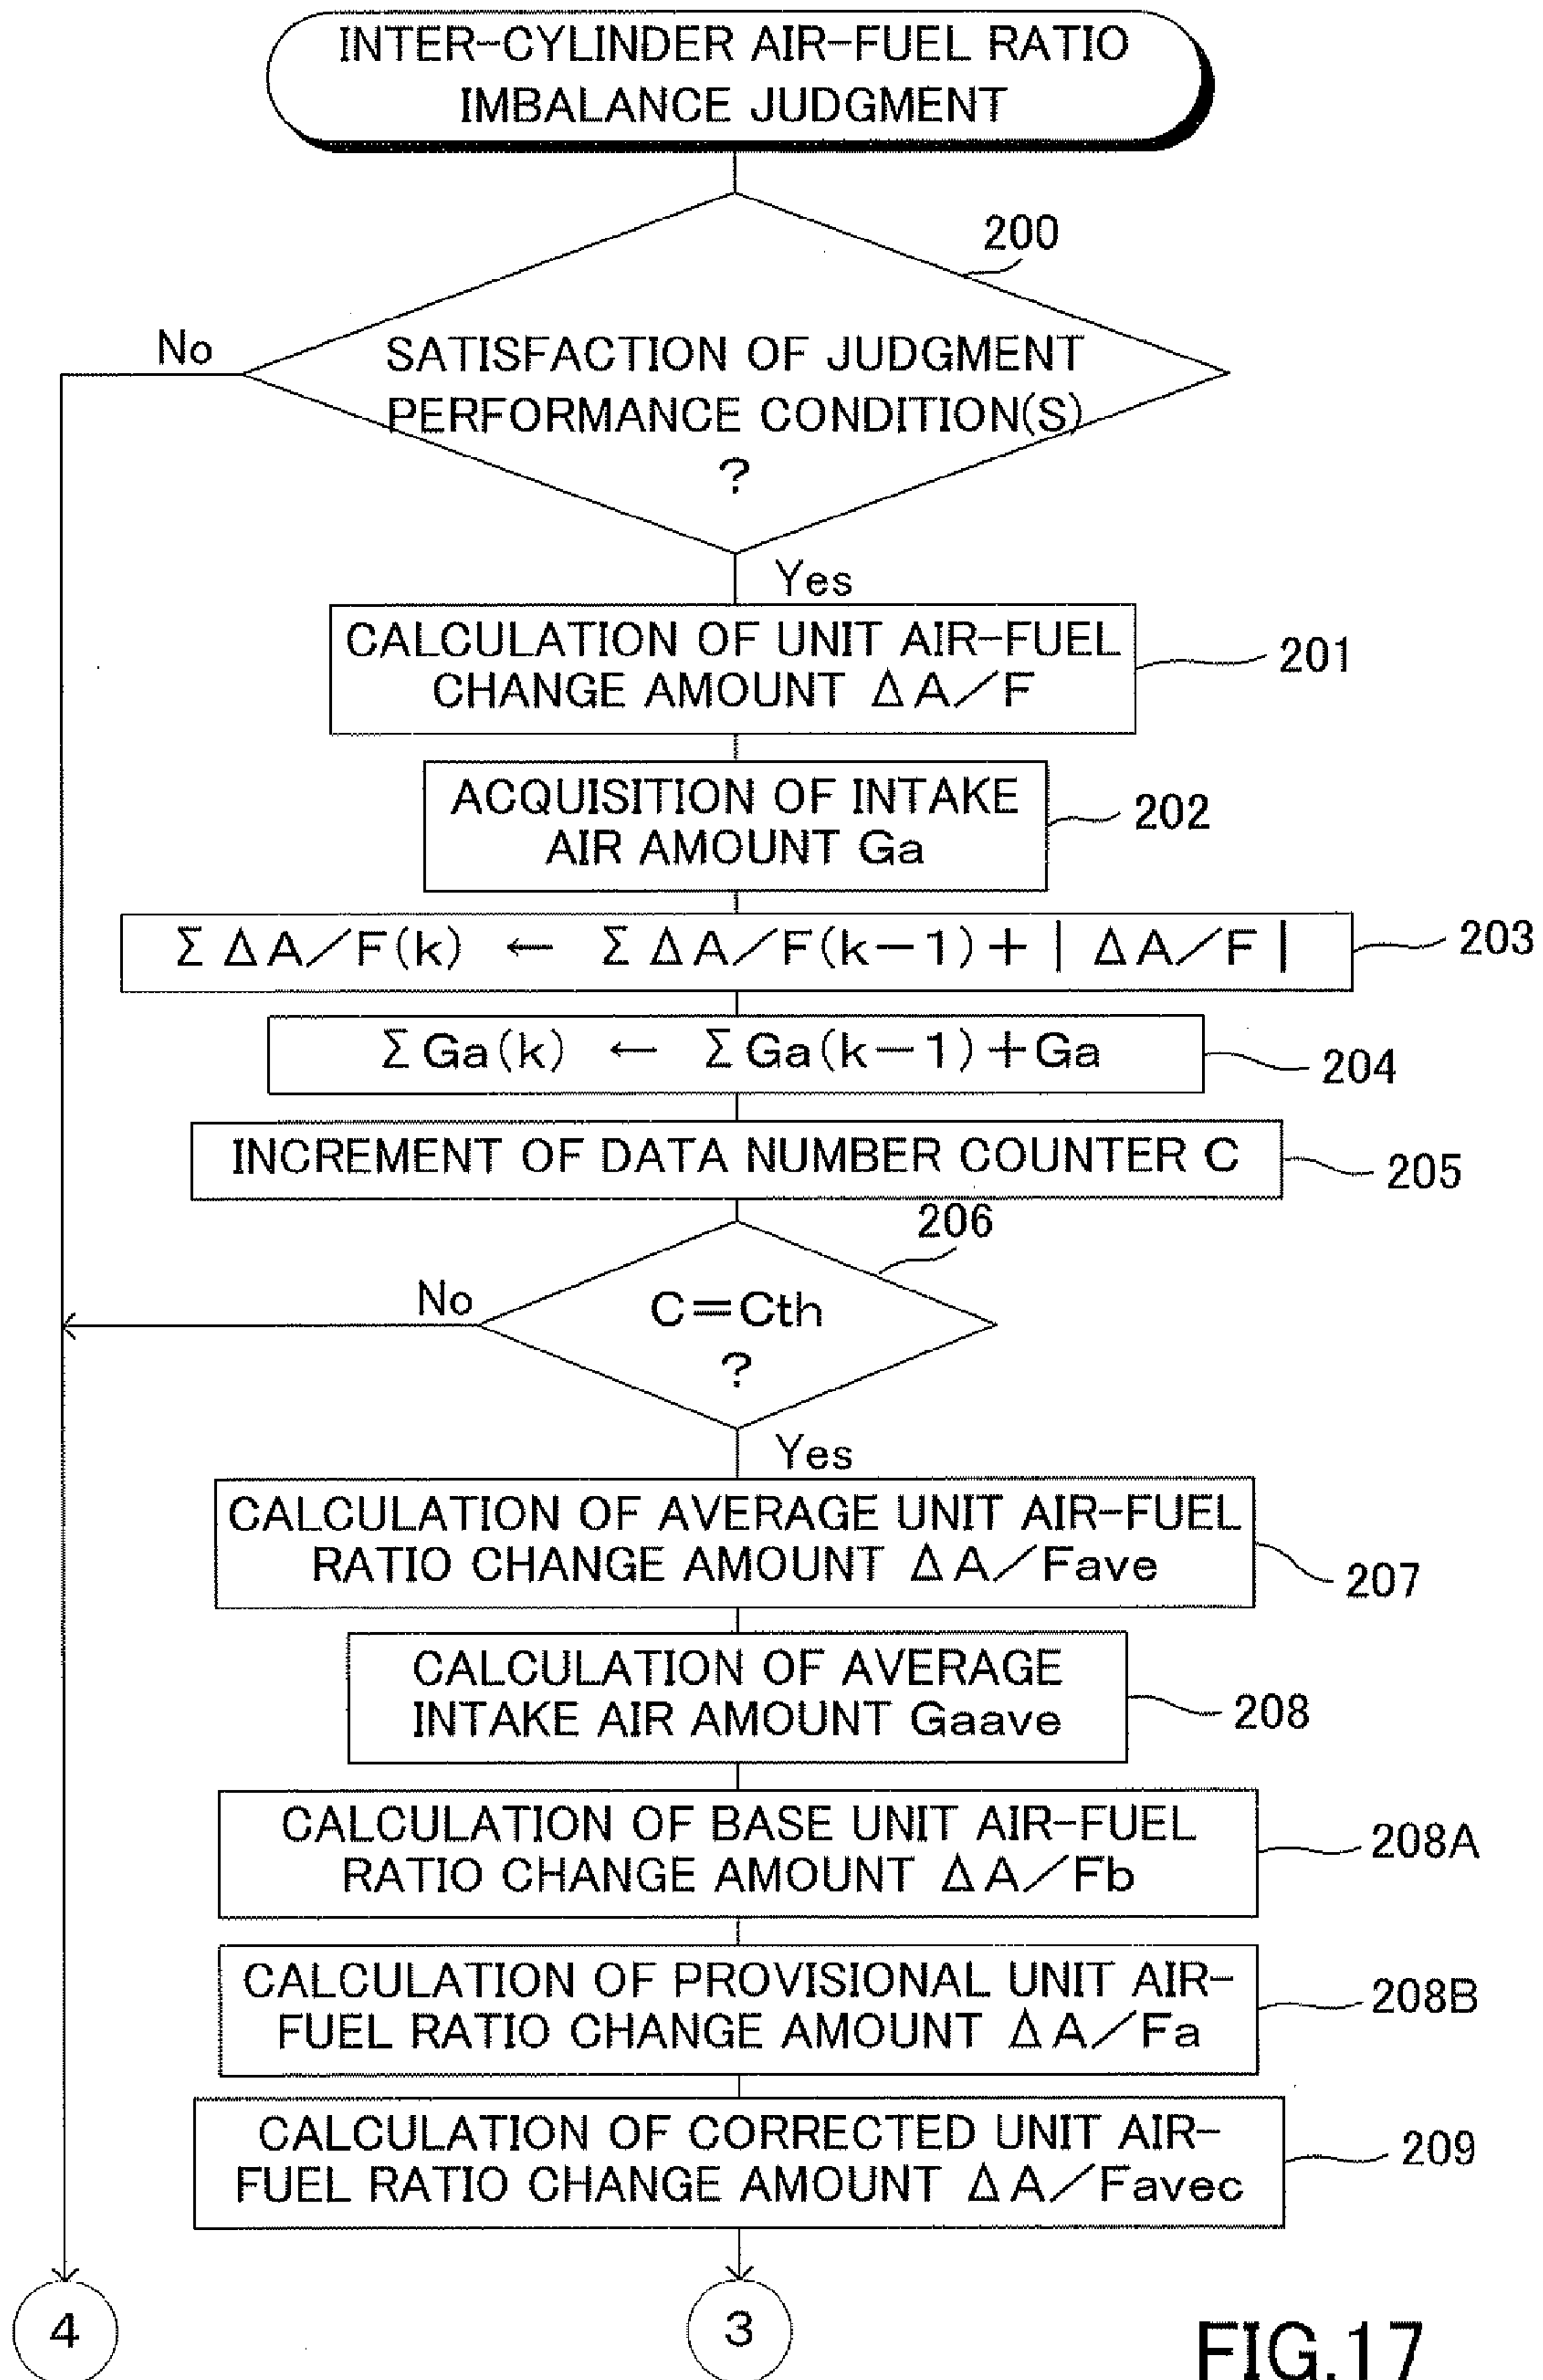 INTER-CYLINDER AIR-FUEL RATIO
IMBALANCE JUDGMENT
200
No
SATISFACTION OF JUDGMENT
PERFORMANCE CONDITION(S)
?
Yes
CALCULATION OF UNIT AIR-FUEL
CHANGE AMOUNT ΔA/F
201
ACQUISITION OF INTAKE
AIR AMOUNT Ga
202
ΣΔA/F(k) ← ΣΔA/F(k-1)+|ΔA/F|
203
ΣGa(k) ← ΣGa(k-1)+Ga
204
INCREMENT OF DATA NUMBER COUNTER C
205
206
No
C=Cth
?
Yes
CALCULATION OF AVERAGE UNIT AIR-FUEL
RATIO CHANGE AMOUNT ΔA/Fave
207
CALCULATION OF AVERAGE
INTAKE AIR AMOUNT Gaave
208
CALCULATION OF BASE UNIT AIR-FUEL
RATIO CHANGE AMOUNT ΔA/Fb
208A
CALCULATION OF PROVISIONAL UNIT AIR-
FUEL RATIO CHANGE AMOUNT ΔA/Fa
208B
CALCULATION OF CORRECTED UNIT AIR-
FUEL RATIO CHANGE AMOUNT ΔA/Favec
209
4
3
FIG.17